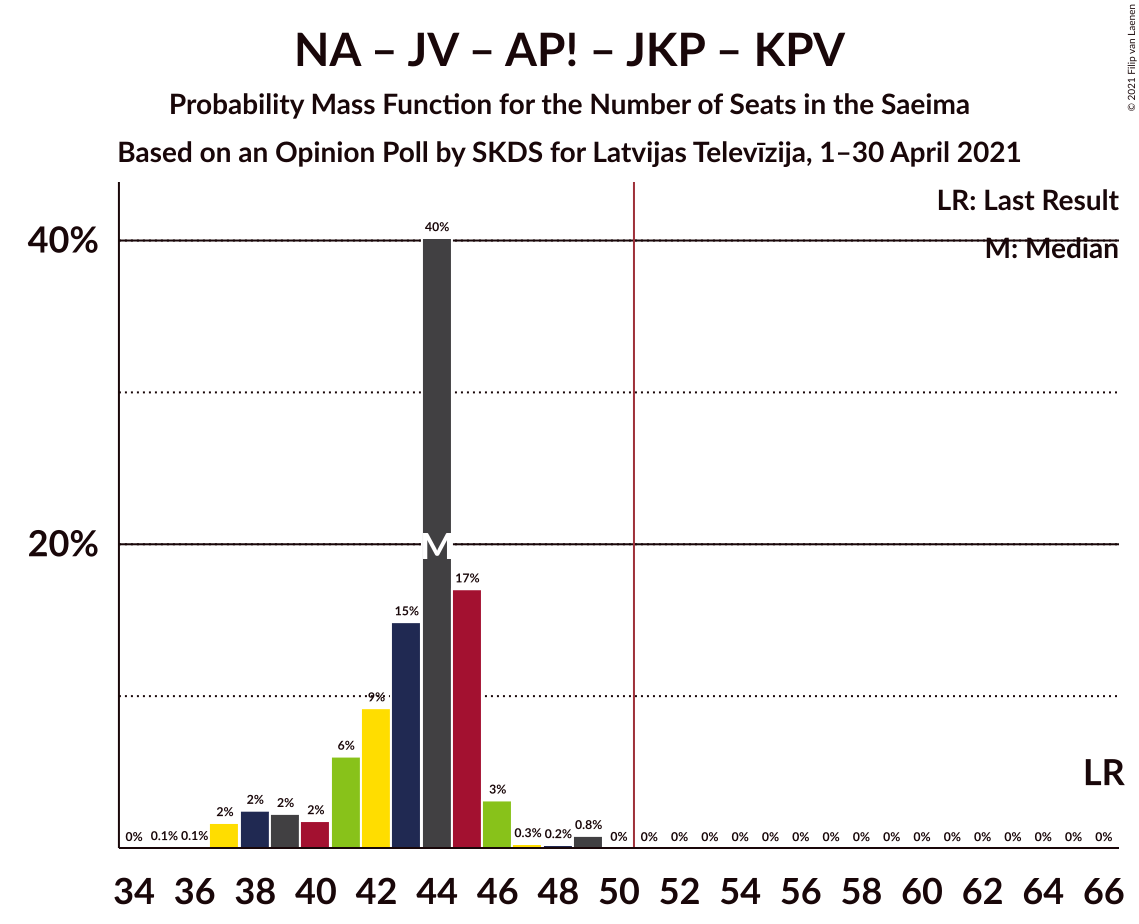 NA – JV – AP! – JKP – KPV
Probability Mass Function for the Number of Seats in the Saeima
Based on an Opinion Poll by SKDS for Latvijas Televīzija, 1–30 April 2021
© 2021 Filip van Laenen
LR: Last Result
M: Median
40%
20%
0% 0.1% 0.1% 2% 2% 2% 2% 6% 9% 15% 40% 17% 3% 0.3% 0.2% 0.8% 0% 0% 0% 0% 0% 0% 0% 0% 0% 0% 0% 0% 0% 0% 0% 0% 0%
M
LR
34 36 38 40 42 44 46 48 50 52 54 56 58 60 62 64 66